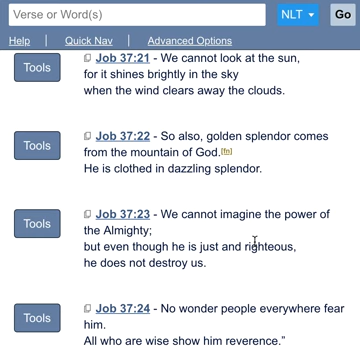 Verse or Word(s)
NLT
Go
Help
Quick Nav
Advanced Options
Tools
Job 37:21 - We cannot look at the sun,
for it shines brightly in the sky
when the wind clears away the clouds.
Tools
Job 37:22 - So also, golden splendor comes
from the mountain of God.[fn]
He is clothed in dazzling splendor.
Tools
Job 37:23 - We cannot imagine the power of
the Almighty;
but even though he is just and righteous,
he does not destroy us.
Tools
Job 37:24 - No wonder people everywhere fear
him.
All who are wise show him reverence.”